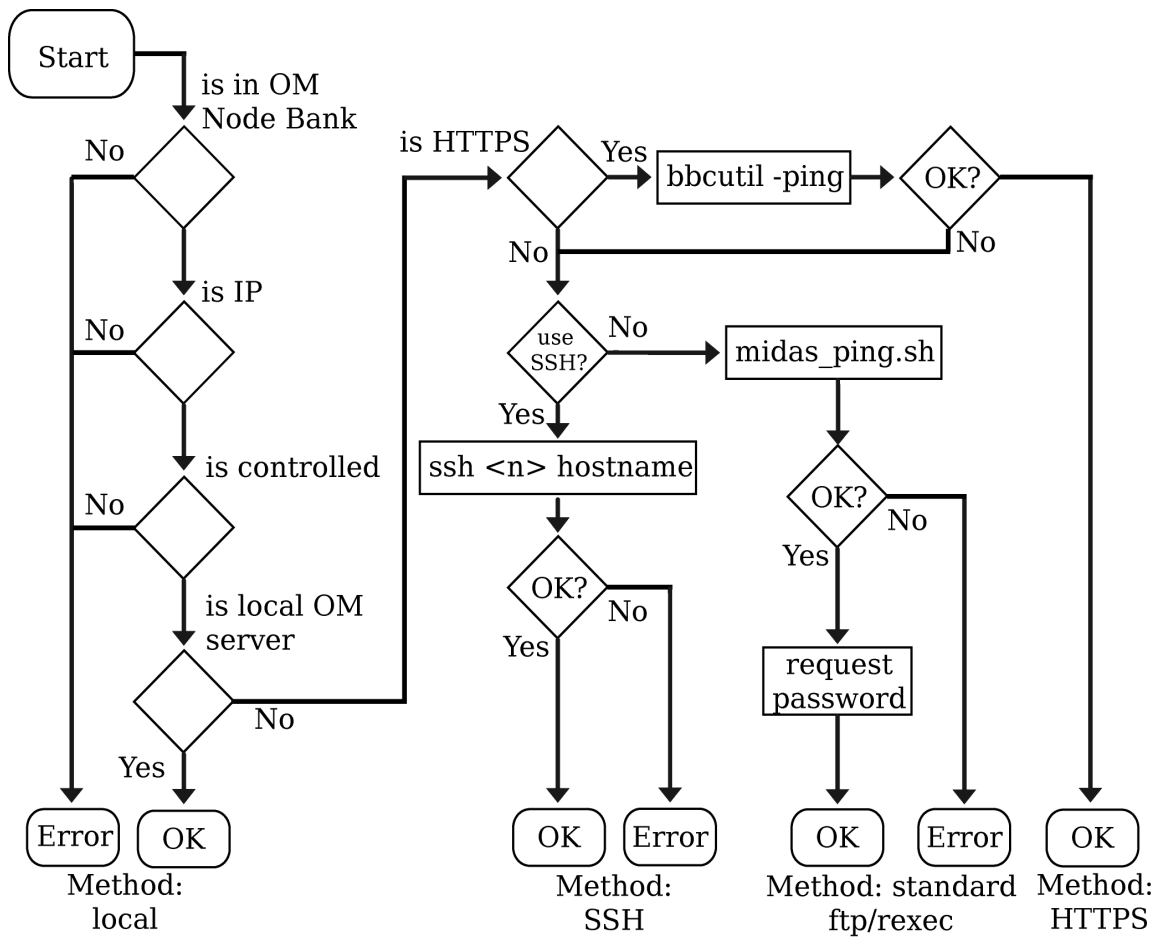 Start
is in OM
Node Bank
No
is IP
No
is controlled
No
is local OM
server
No
Yes
Error
OK
Method:
local
is HTTPS
Yes
bbcutil -ping
OK?
No
No
use
SSH?
No
midas_ping.sh
Yes
ssh <n> hostname
OK?
No
Yes
OK?
No
Yes
request
password
OK
Error
Method:
SSH
OK
Error
Method: standard
ftp/rexec
OK
Method:
HTTPS